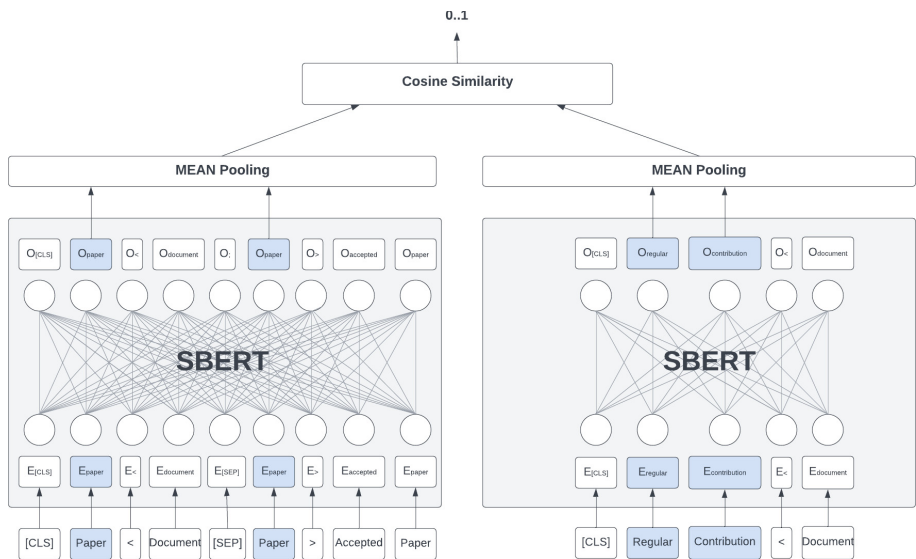 0..1
Cosine Similarity
MEAN Pooling MEAN Pooling
O[CLS] Opaper O< Odocument O; Opaper O> Oaccepted Opaper O[CLS] Oregular Ocontribution O< Odocument
SBERT SBERT
E[CLS] Epaper E< Edocument E[SEP] Epaper E> Eaccepted Epaper E[CLS] Eregular Econtribution E< Edocument
[CLS] Paper < Document [SEP] Paper > Accepted Paper [CLS] Regular Contribution < Document